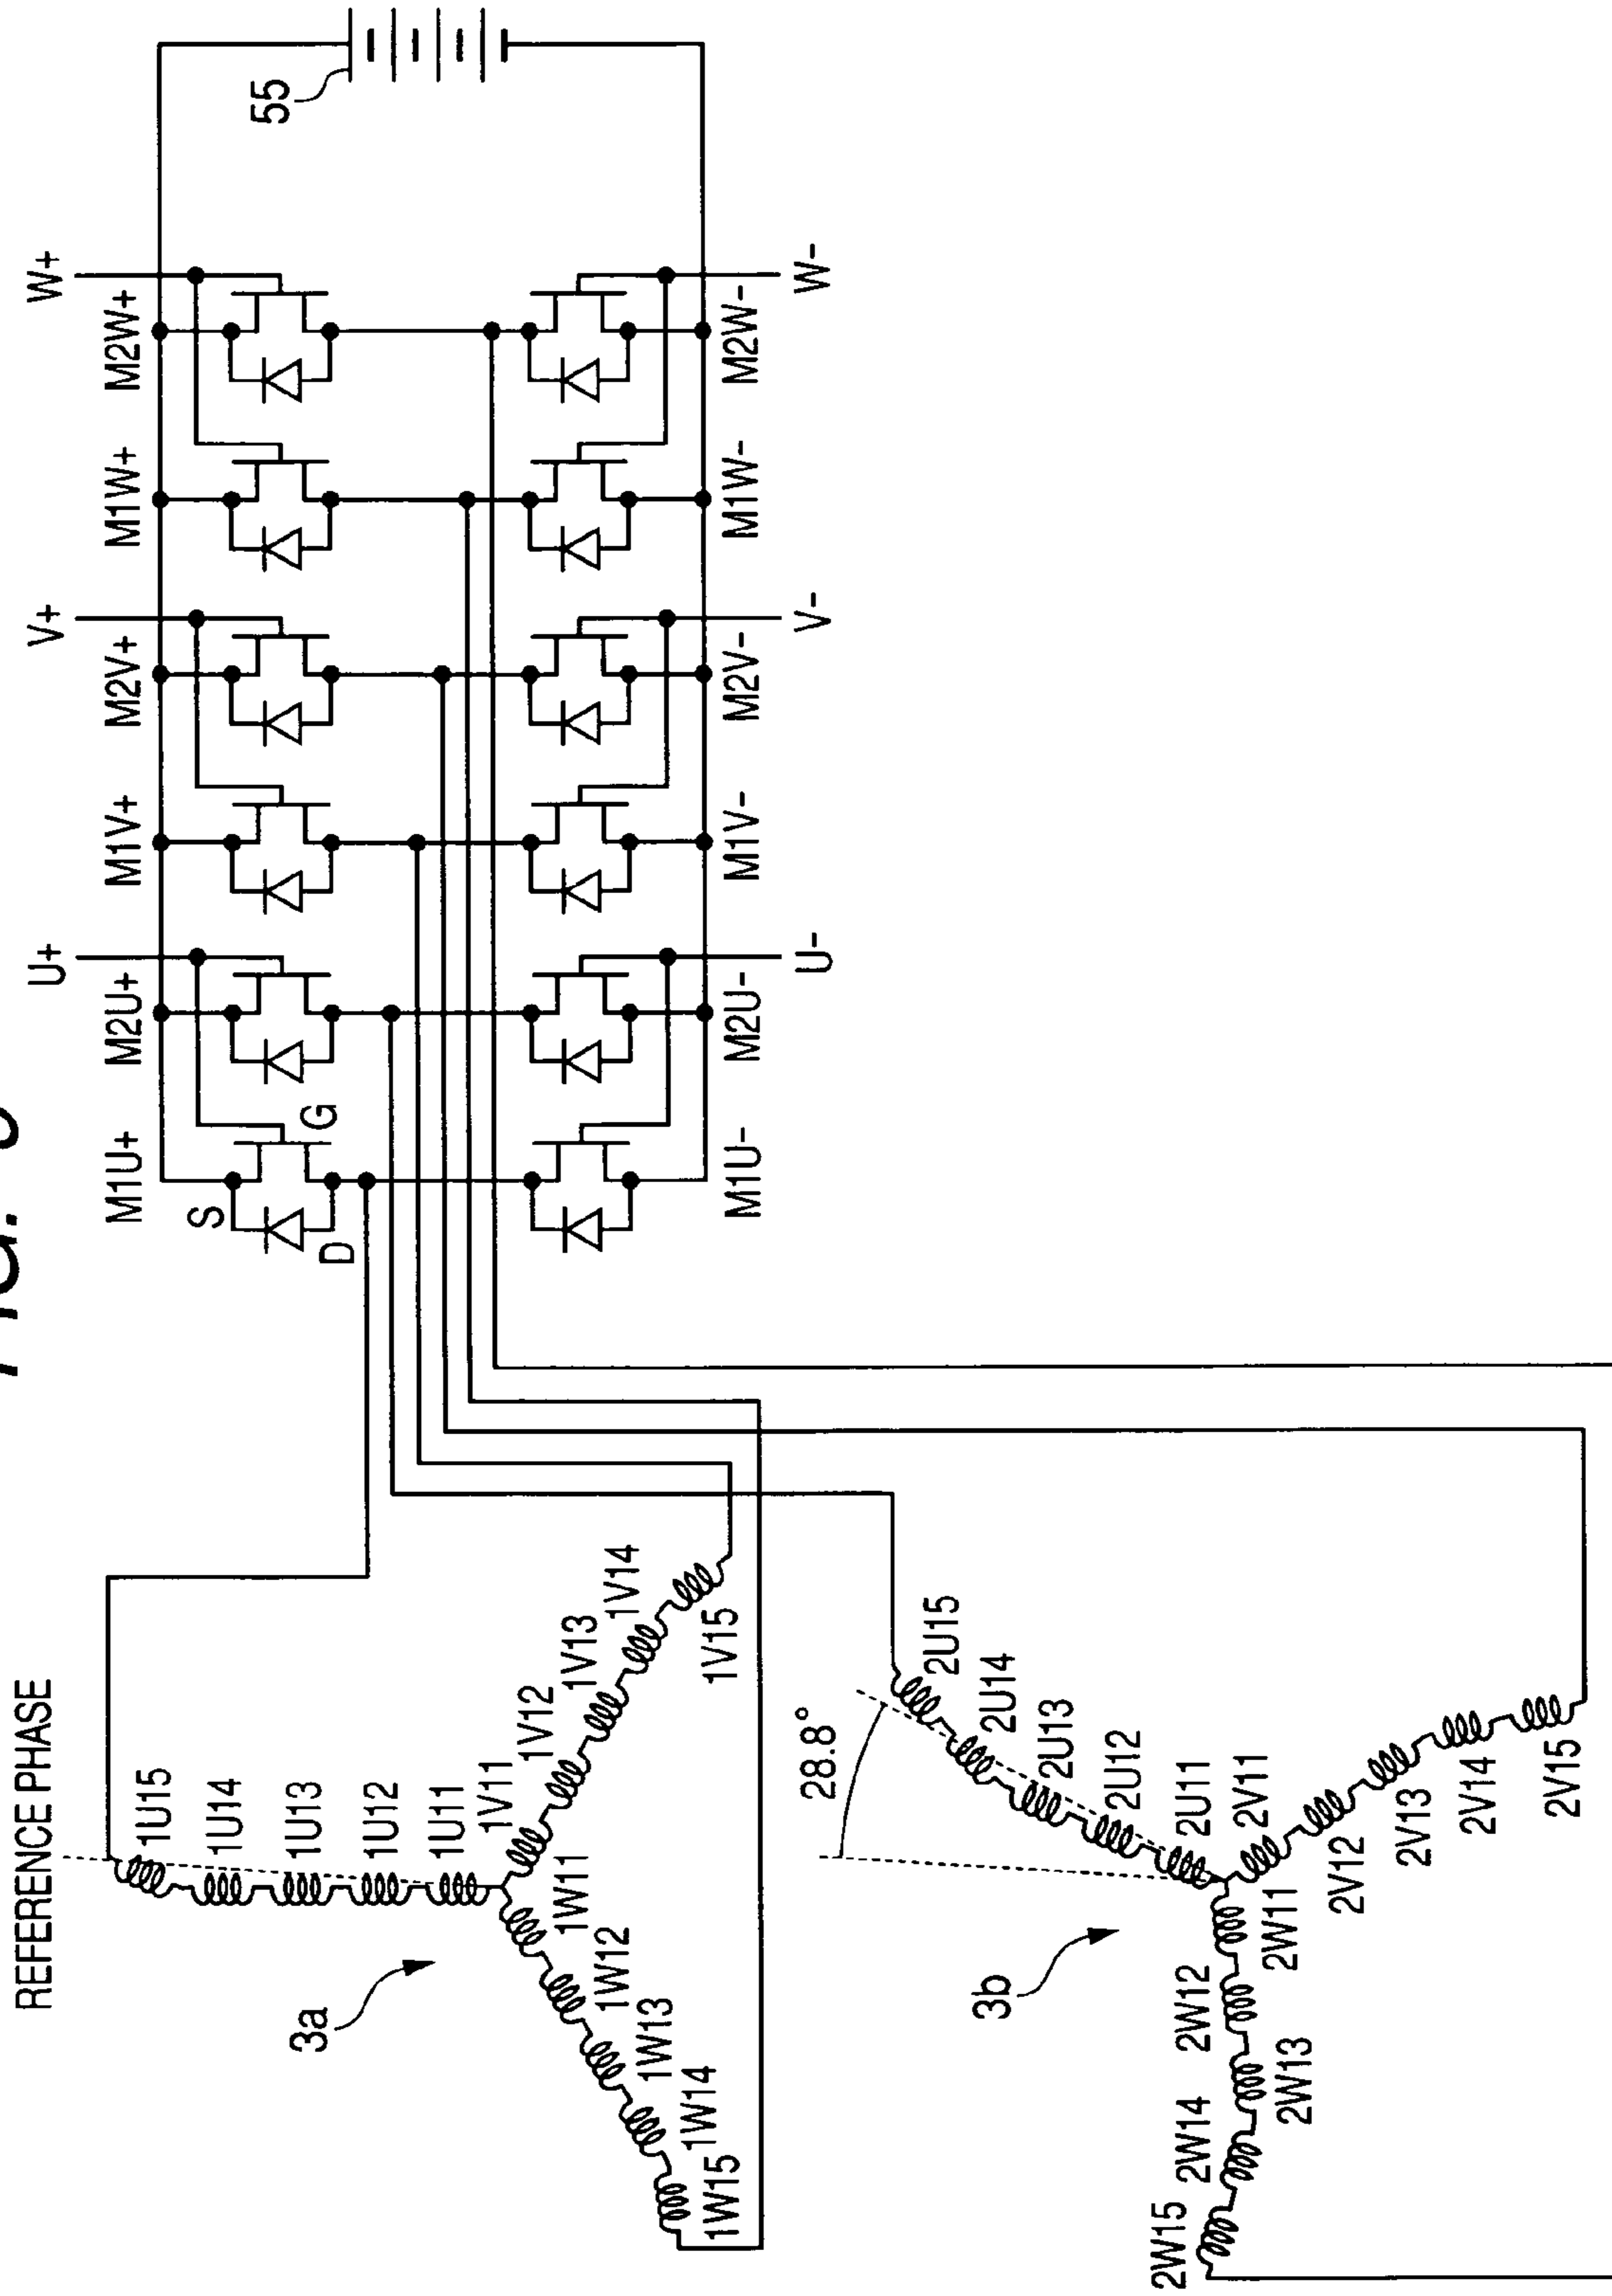 FIG.
REFERENCE PHASE
1U15
1U14
1U13
1U12
1U11
1V11
1V12
1V13
1V14
1V15
1W11
1W12
1W13
1W14
1W15
3a
28.8°
2U15
2U14
2U13
2U12
2U11
2V11
2V12
2V13
2V14
2V15
2W11
2W12
2W13
2W14
2W15
3b
U+
V+
W+
M1U+
M2U+
M1V+
M2V+
M1W+
M2W+
S
G
D
55
M1U-
M2U-
M1V-
M2V-
M1W-
M2W-
U-
V-
W-